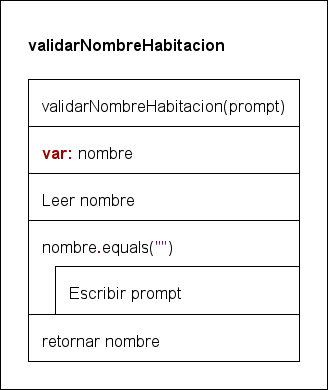 validarNombreHabitacion
validarNombreHabitacion(prompt)
var: nombre
Leer nombre
nombre.equals("")
Escribir prompt
retornar nombre